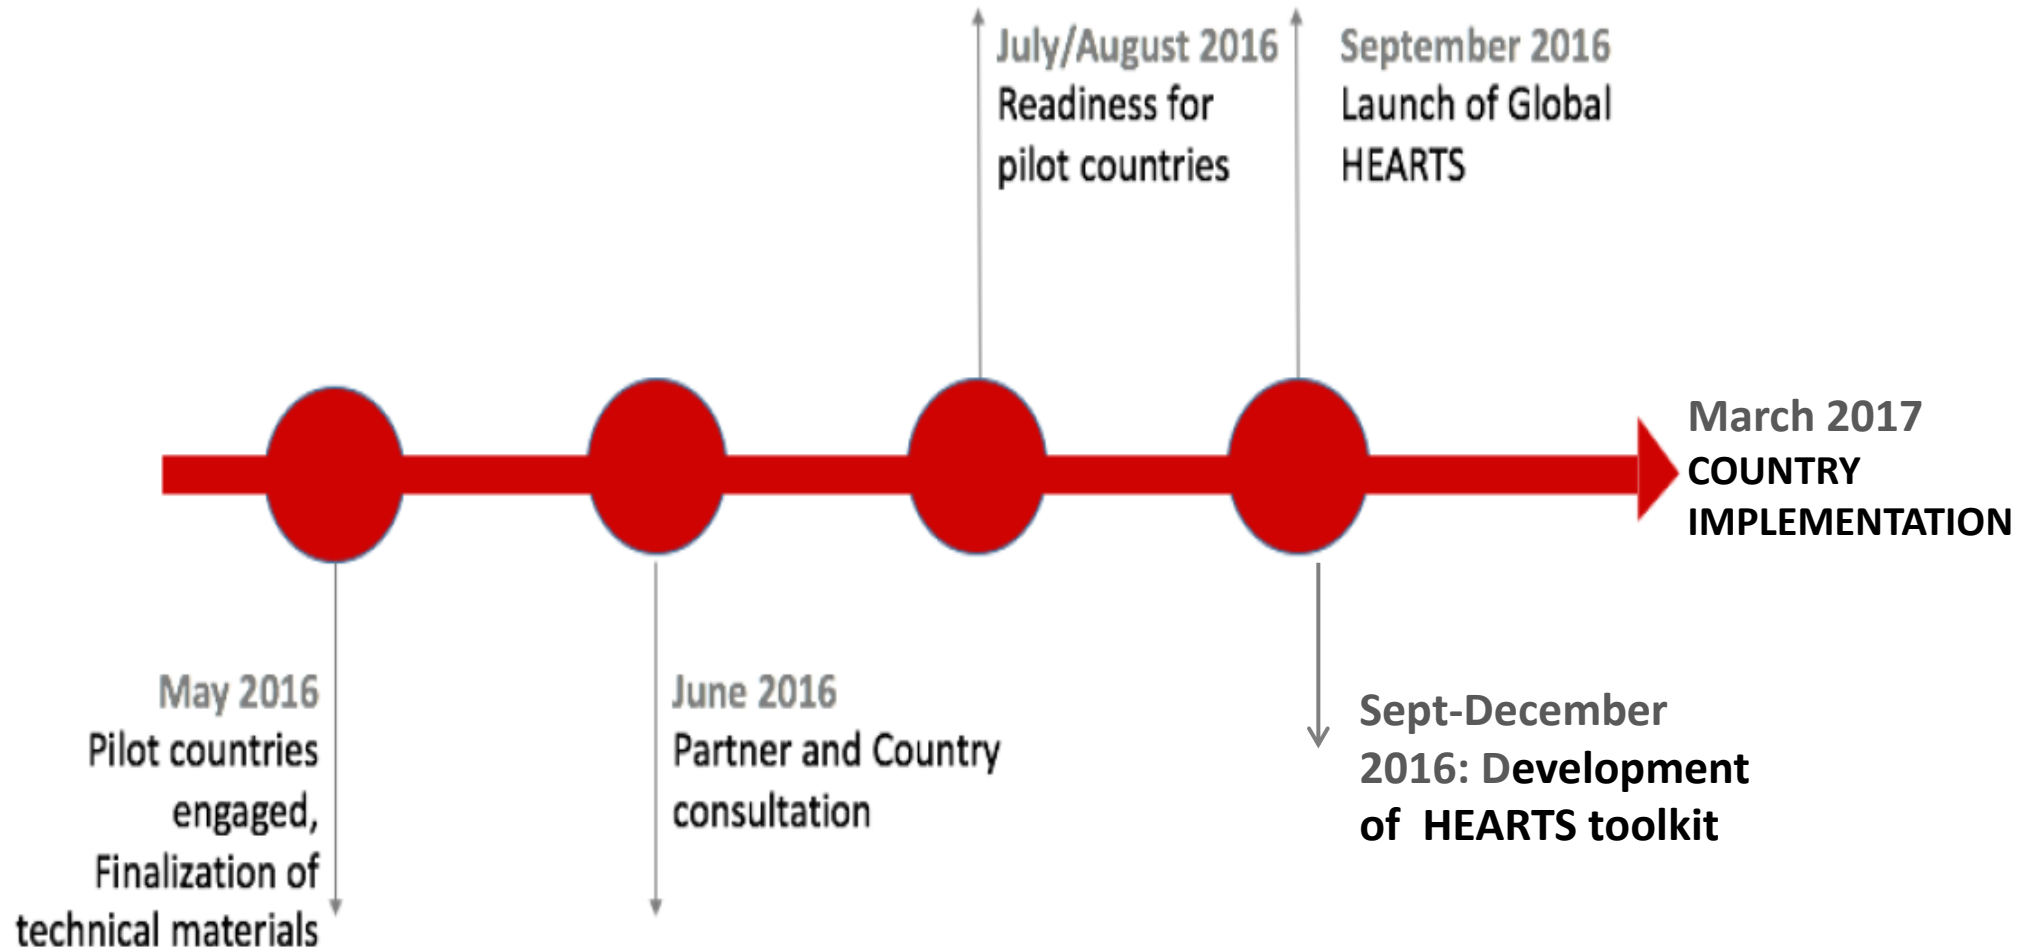 July/August 2016
Readiness for
pilot countries
September 2016
Launch of Global
HEARTS
March 2017
COUNTRY
IMPLEMENTATION
May 2016
Pilot countries
engaged,
Finalization of
technical materials
June 2016
Partner and Country
consultation
Sept-December
2016: Development
of  HEARTS toolkit